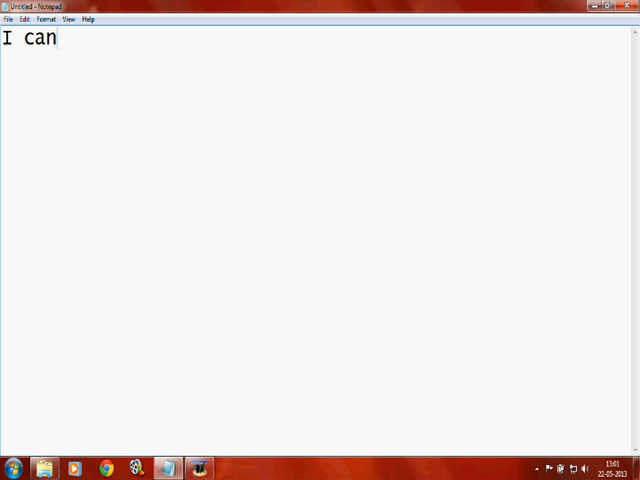 Untitled - Notepad
File Edit Format View Help
I can
13:01
22-05-2013